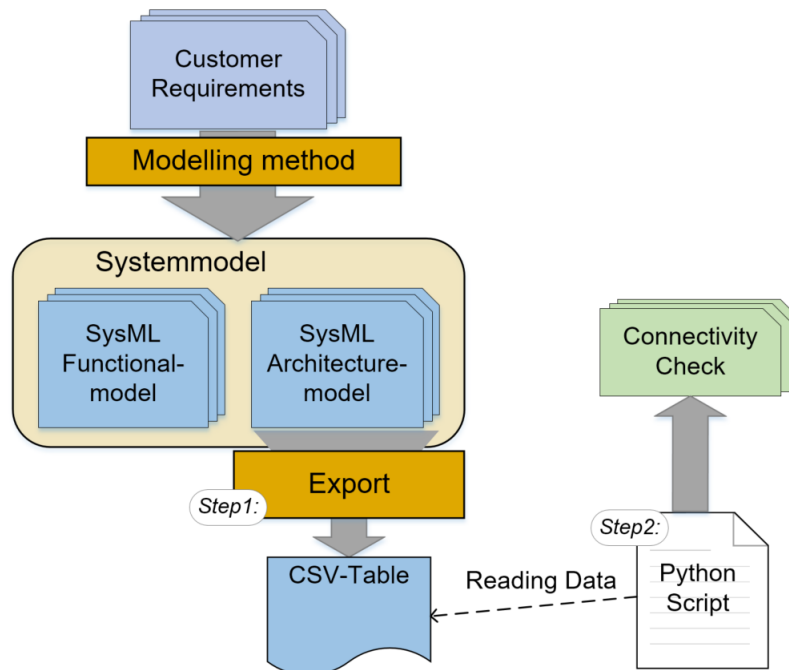 Customer
Requirements
Modelling method
Systemmodel
SysML
Functional-
model
SysML
Architecture-
model
Connectivity
Check
Export
Step1:
Step2:
CSV-Table
Reading Data
Python
Script